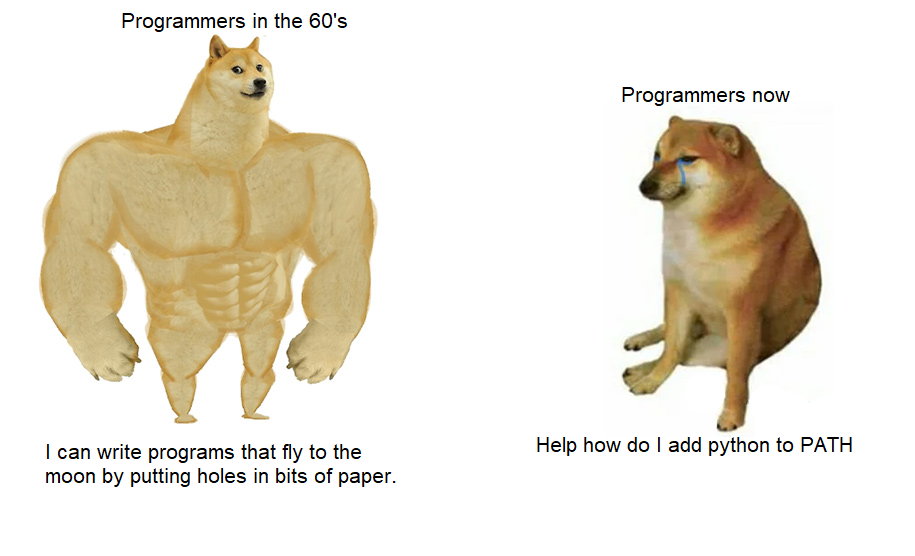 Programmers in the 60's
I can write programs that fly to the
moon by putting holes in bits of paper.
Programmers now
Help how do I add python to PATH